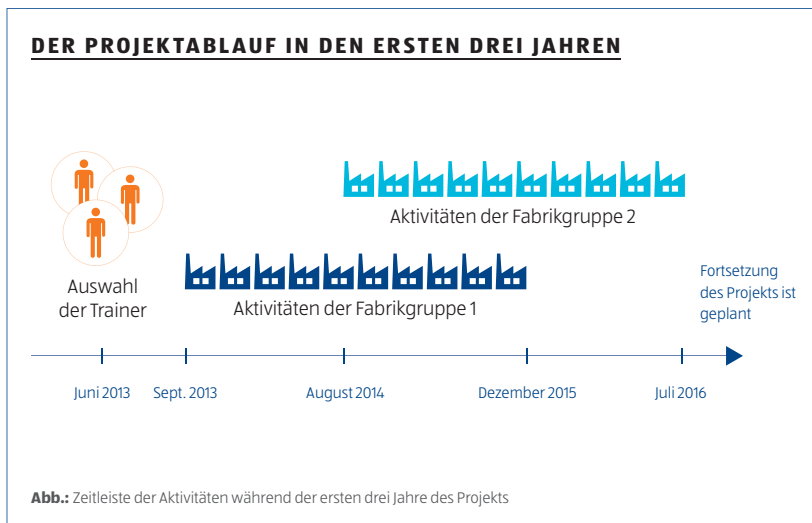 DER PROJEKTABLAUF IN DEN ERSTEN DREI JAHREN
Aktivitäten der Fabrikgruppe 2
Auswahl
der Trainer
Aktivitäten der Fabrikgruppe 1
Fortsetzung
des Projekts ist
geplant
Juni 2013
Sept. 2013
August 2014
Dezember 2015
Juli 2016
Abb.: Zeitleiste der Aktivitäten während der ersten drei Jahre des Projekts